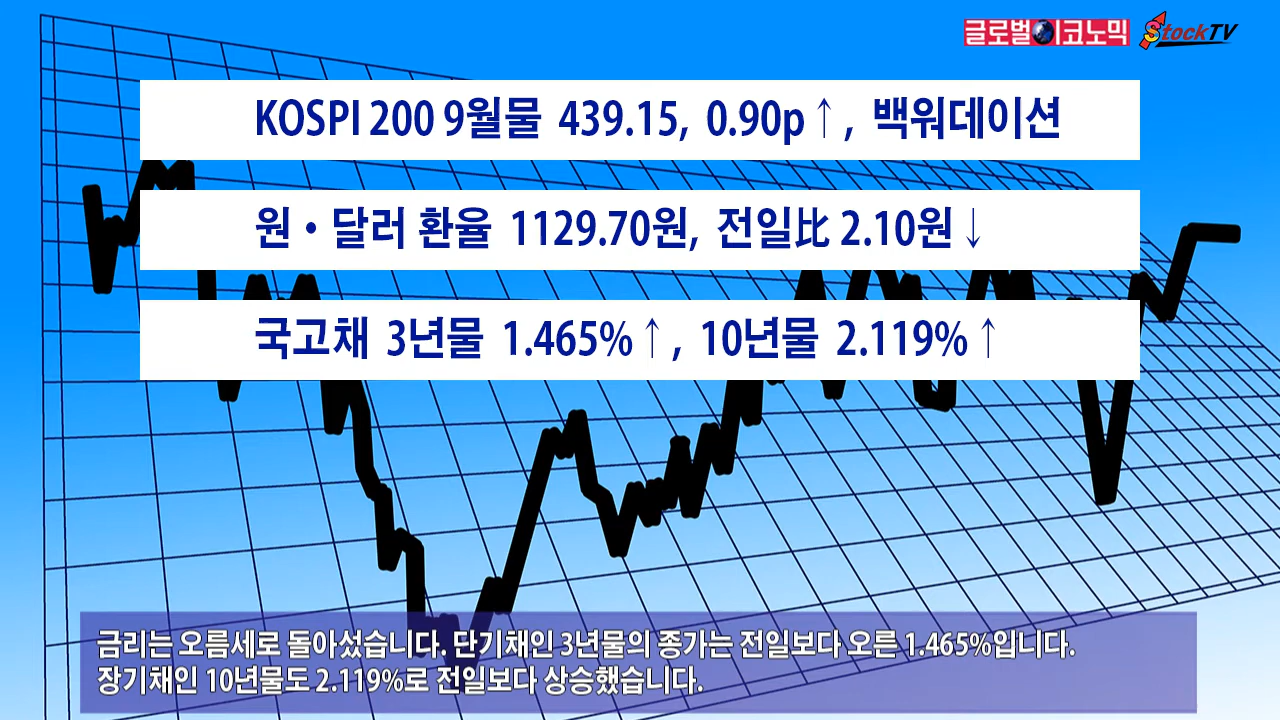 글로벌이코노믹 StockTV
KOSPI 200 9월물 439.15, 0.90p↑, 백워데이션
원·달러 환율 1129.70원, 전일比 2.10원↓
국고채 3년물 1.465%↑, 10년물 2.119%↑
금리는 오름세로 돌아섰습니다. 단기채인 3년물의 종가는 전일보다 오른 1.465%입니다.
장기채인 10년물도 2.119%로 전일보다 상승했습니다.